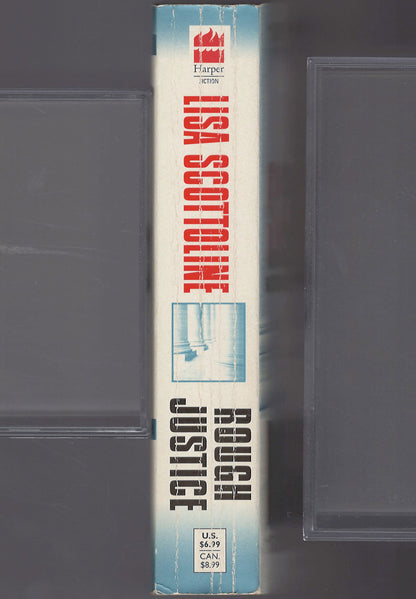 Harper
FICTION
LISA SCOTTOLINE
ROUGH
JUSTICE
U.S.
$6.99
CAN.
$8.99